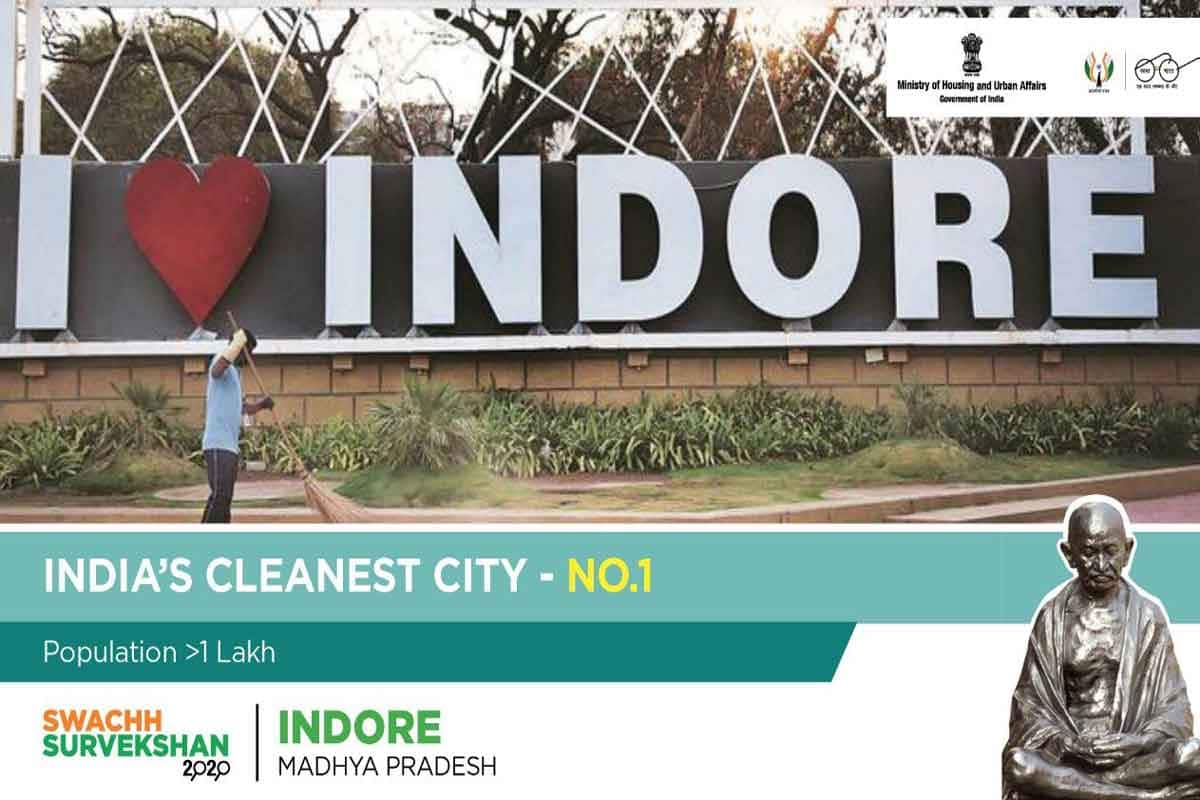 I INDORE
Ministry of Housing and Urban Affairs
Government of India
INDIA'S CLEANEST CITY - NO.1
Population >1 Lakh
SWACHH
SURVEKSHAN
2020
INDORE
MADHYA PRADESH